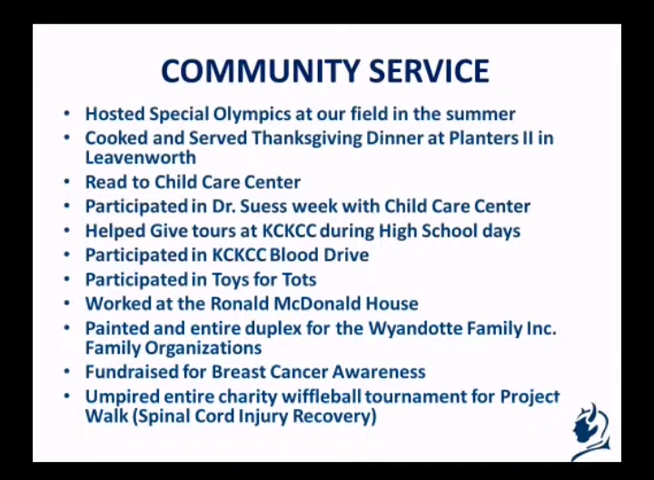 COMMUNITY SERVICE
• Hosted Special Olympics at our field in the summer
• Cooked and Served Thanksgiving Dinner at Planters II in
Leavenworth
• Read to Child Care Center
• Participated in Dr. Suess week with Child Care Center
• Helped Give tours at KCKCC during High School days
• Participated in KCKCC Blood Drive
• Participated in Toys for Tots
• Worked at the Ronald McDonald House
• Painted and entire duplex for the Wyandotte Family Inc.
Family Organizations
• Fundraised for Breast Cancer Awareness
• Umpired entire charity wiffleball tournament for Project
Walk (Spinal Cord Injury Recovery)